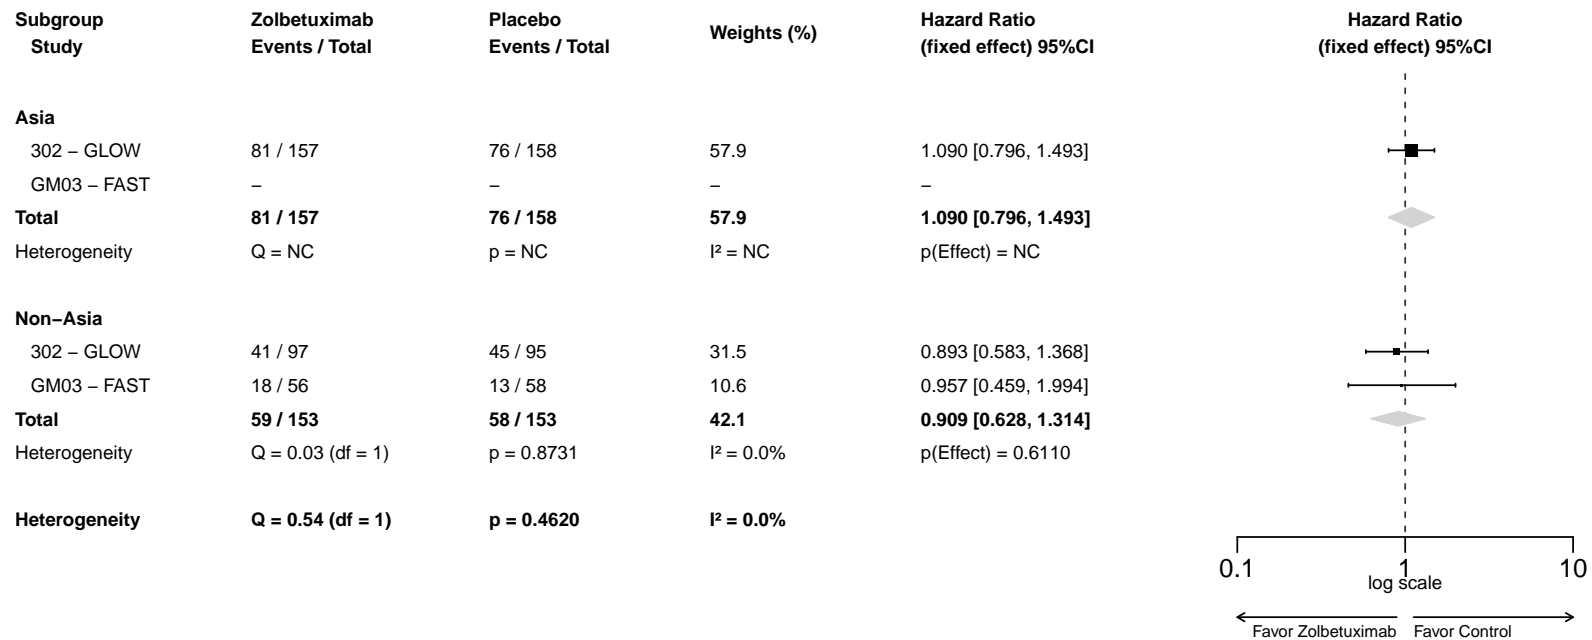 Subgroup Zolbetuximab Placebo Weights (%) Hazard Ratio Hazard Ratio
Study Events / Total Events / Total (fixed effect) 95%CI (fixed effect) 95%CI
Asia
302 − GLOW 81 / 157 76 / 158 57.9 1.090 [0.796, 1.493]
GM03 − FAST − − − −
Total 81 / 157 76 / 158 57.9 1.090 [0.796, 1.493]
Heterogeneity Q = NC p = NC I² = NC p(Effect) = NC
Non−Asia
302 − GLOW 41 / 97 45 / 95 31.5 0.893 [0.583, 1.368]
GM03 − FAST 18 / 56 13 / 58 10.6 0.957 [0.459, 1.994]
Total 59 / 153 58 / 153 42.1 0.909 [0.628, 1.314]
Heterogeneity Q = 0.03 (df = 1) p = 0.8731 I² = 0.0% p(Effect) = 0.6110
Heterogeneity Q = 0.54 (df = 1) p = 0.4620 I² = 0.0%
0.1 1 10
log scale
Favor Zolbetuximab Favor Control